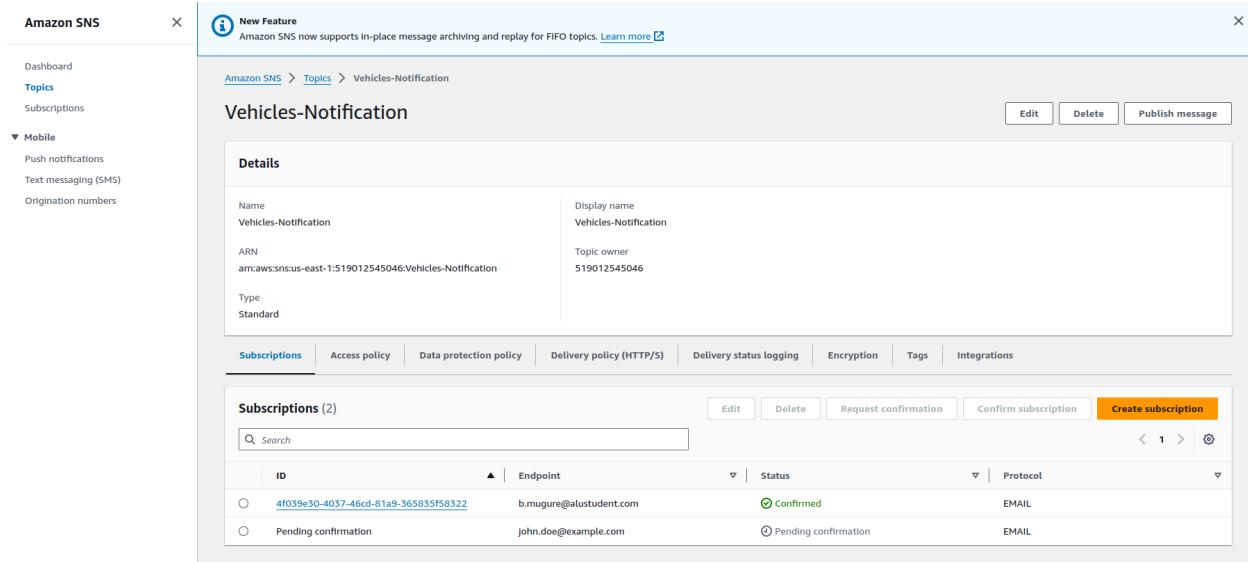 Amazon SNS
New Feature
Amazon SNS now supports in-place message archiving and replay for FIFO topics. Learn more
Dashboard
Topics
Subscriptions
Mobile
Push notifications
Text messaging (SMS)
Origination numbers
Amazon SNS > Topics > Vehicles-Notification
Vehicles-Notification
Edit Delete Publish message
Details
Name
Vehicles-Notification
ARN
arn:aws:sns:us-east-1:519012545046:Vehicles-Notification
Type
Standard
Display name
Vehicles-Notification
Topic owner
519012545046
Subscriptions Access policy Data protection policy Delivery policy (HTTP/S) Delivery status logging Encryption Tags Integrations
Subscriptions (2)
Edit Delete Request confirmation Confirm subscription Create subscription
Search
< 1 >
ID Endpoint Status Protocol
4f039e30-4037-46cd-81a9-365835f58322 b.mugure@alustudent.com Confirmed EMAIL
Pending confirmation john.doe@example.com Pending confirmation EMAIL